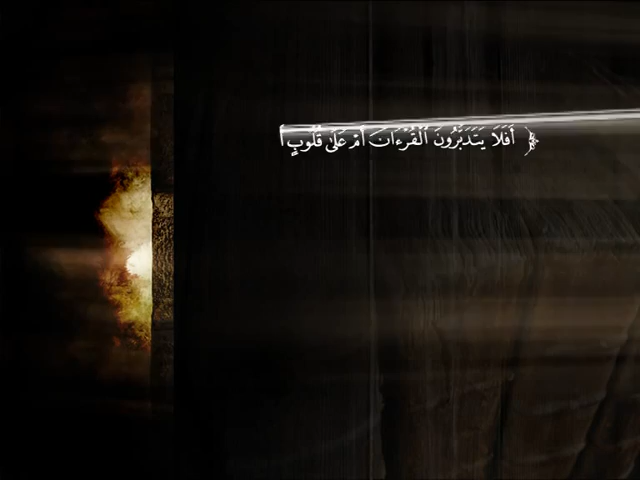 ﴿ أَفَلَا يَتَدَبَّرُونَ ٱلْقُرْءَانَ أَمْ عَلَىٰ قُلُوبٍ أ